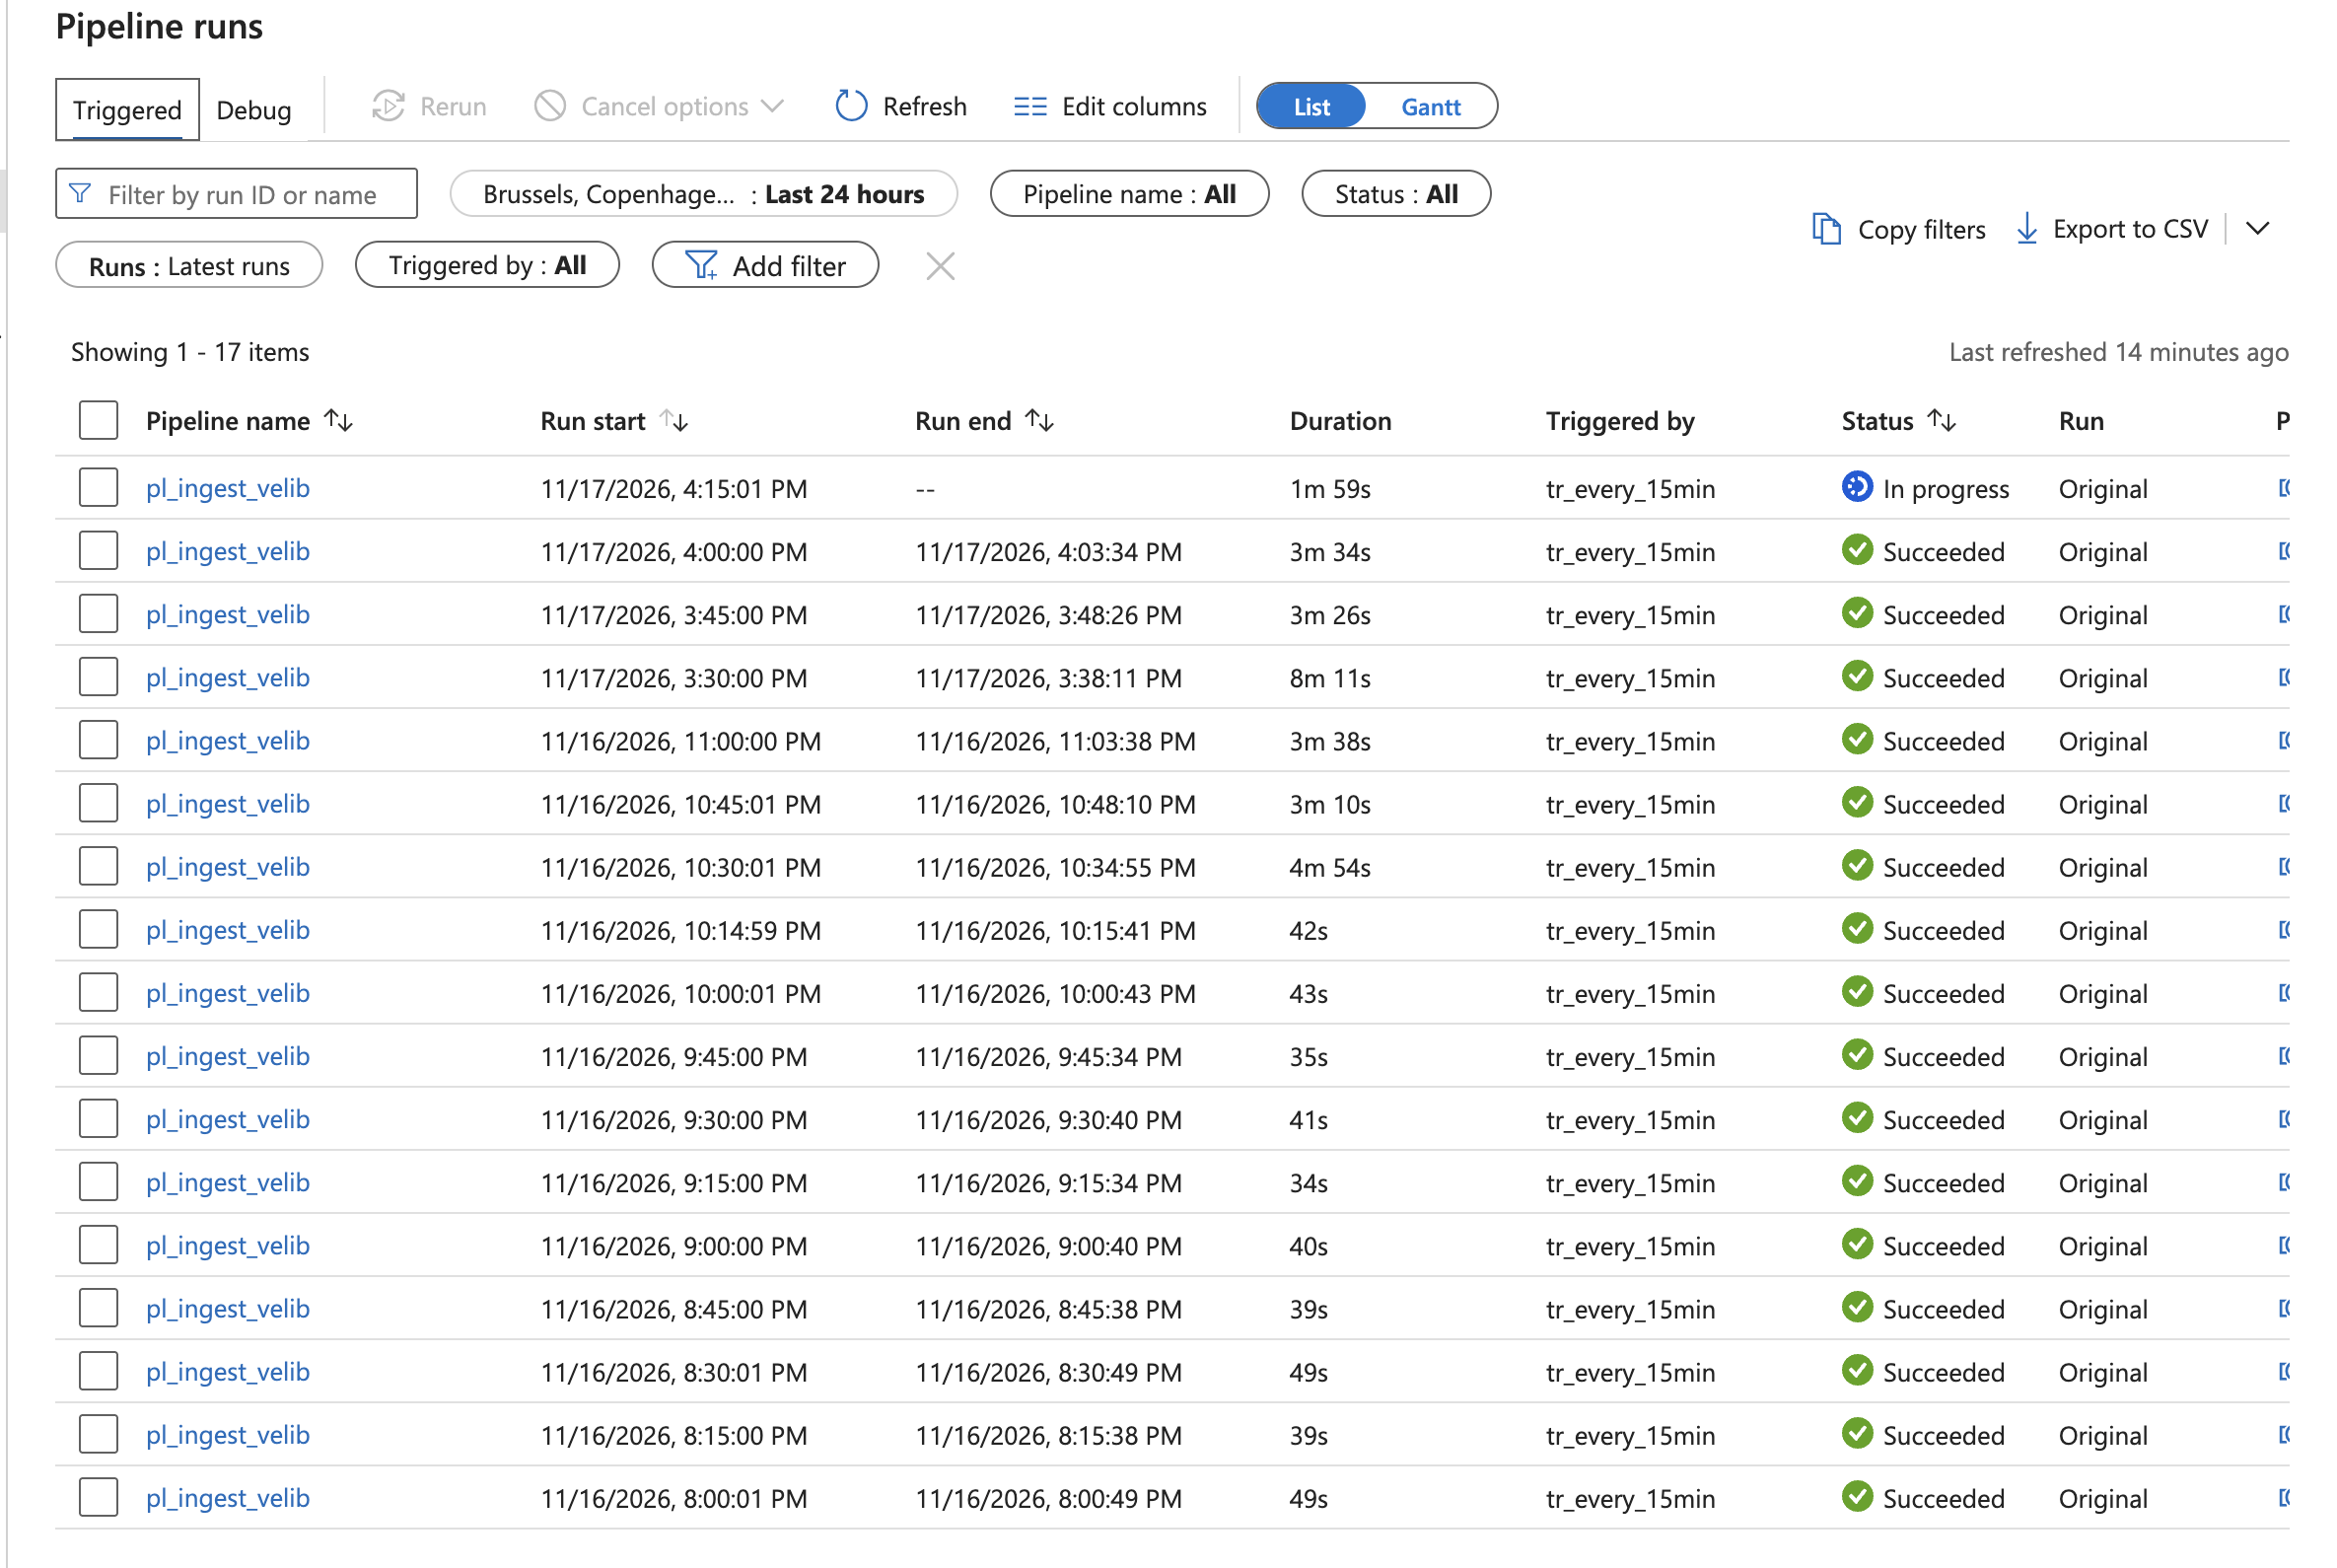 Pipeline runs
Triggered Debug Rerun Cancel options Refresh Edit columns List Gantt
Filter by run ID or name Brussels, Copenhage... : Last 24 hours Pipeline name : All Status : All
Copy filters Export to CSV
Runs : Latest runs Triggered by : All Add filter
Showing 1 - 17 items Last refreshed 14 minutes ago
Pipeline name Run start Run end Duration Triggered by Status Run P
pl_ingest_velib 11/17/2026, 4:15:01 PM -- 1m 59s tr_every_15min In progress Original
pl_ingest_velib 11/17/2026, 4:00:00 PM 11/17/2026, 4:03:34 PM 3m 34s tr_every_15min Succeeded Original
pl_ingest_velib 11/17/2026, 3:45:00 PM 11/17/2026, 3:48:26 PM 3m 26s tr_every_15min Succeeded Original
pl_ingest_velib 11/17/2026, 3:30:00 PM 11/17/2026, 3:38:11 PM 8m 11s tr_every_15min Succeeded Original
pl_ingest_velib 11/16/2026, 11:00:00 PM 11/16/2026, 11:03:38 PM 3m 38s tr_every_15min Succeeded Original
pl_ingest_velib 11/16/2026, 10:45:01 PM 11/16/2026, 10:48:10 PM 3m 10s tr_every_15min Succeeded Original
pl_ingest_velib 11/16/2026, 10:30:01 PM 11/16/2026, 10:34:55 PM 4m 54s tr_every_15min Succeeded Original
pl_ingest_velib 11/16/2026, 10:14:59 PM 11/16/2026, 10:15:41 PM 42s tr_every_15min Succeeded Original
pl_ingest_velib 11/16/2026, 10:00:01 PM 11/16/2026, 10:00:43 PM 43s tr_every_15min Succeeded Original
pl_ingest_velib 11/16/2026, 9:45:00 PM 11/16/2026, 9:45:34 PM 35s tr_every_15min Succeeded Original
pl_ingest_velib 11/16/2026, 9:30:00 PM 11/16/2026, 9:30:40 PM 41s tr_every_15min Succeeded Original
pl_ingest_velib 11/16/2026, 9:15:00 PM 11/16/2026, 9:15:34 PM 34s tr_every_15min Succeeded Original
pl_ingest_velib 11/16/2026, 9:00:00 PM 11/16/2026, 9:00:40 PM 40s tr_every_15min Succeeded Original
pl_ingest_velib 11/16/2026, 8:45:00 PM 11/16/2026, 8:45:38 PM 39s tr_every_15min Succeeded Original
pl_ingest_velib 11/16/2026, 8:30:01 PM 11/16/2026, 8:30:49 PM 49s tr_every_15min Succeeded Original
pl_ingest_velib 11/16/2026, 8:15:00 PM 11/16/2026, 8:15:38 PM 39s tr_every_15min Succeeded Original
pl_ingest_velib 11/16/2026, 8:00:01 PM 11/16/2026, 8:00:49 PM 49s tr_every_15min Succeeded Original